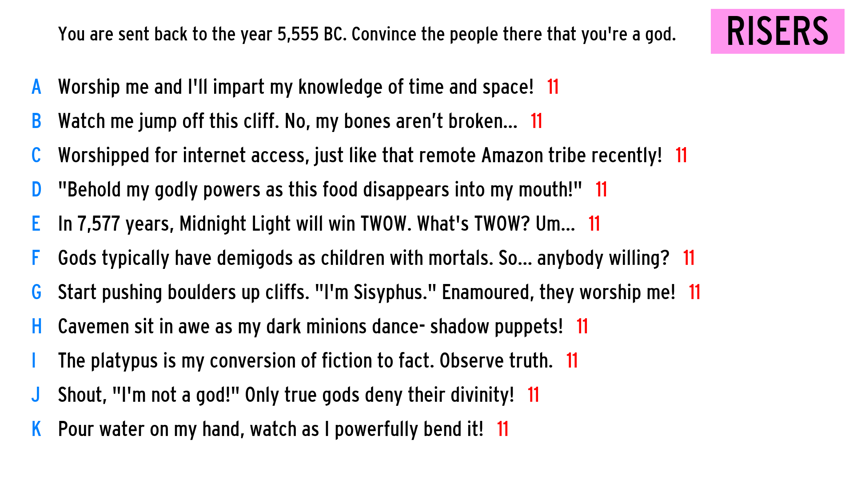 You are sent back to the year 5,555 BC. Convince the people there that you're a god.
RISERS
A Worship me and I'll impart my knowledge of time and space! 11
B Watch me jump off this cliff. No, my bones aren’t broken... 11
C Worshipped for internet access, just like that remote Amazon tribe recently! 11
D "Behold my godly powers as this food disappears into my mouth!" 11
E In 7,577 years, Midnight Light will win TWOW. What's TWOW? Um... 11
F Gods typically have demigods as children with mortals. So... anybody willing? 11
G Start pushing boulders up cliffs. "I'm Sisyphus." Enamoured, they worship me! 11
H Cavemen sit in awe as my dark minions dance- shadow puppets! 11
I The platypus is my conversion of fiction to fact. Observe truth. 11
J Shout, "I'm not a god!" Only true gods deny their divinity! 11
K Pour water on my hand, watch as I powerfully bend it! 11